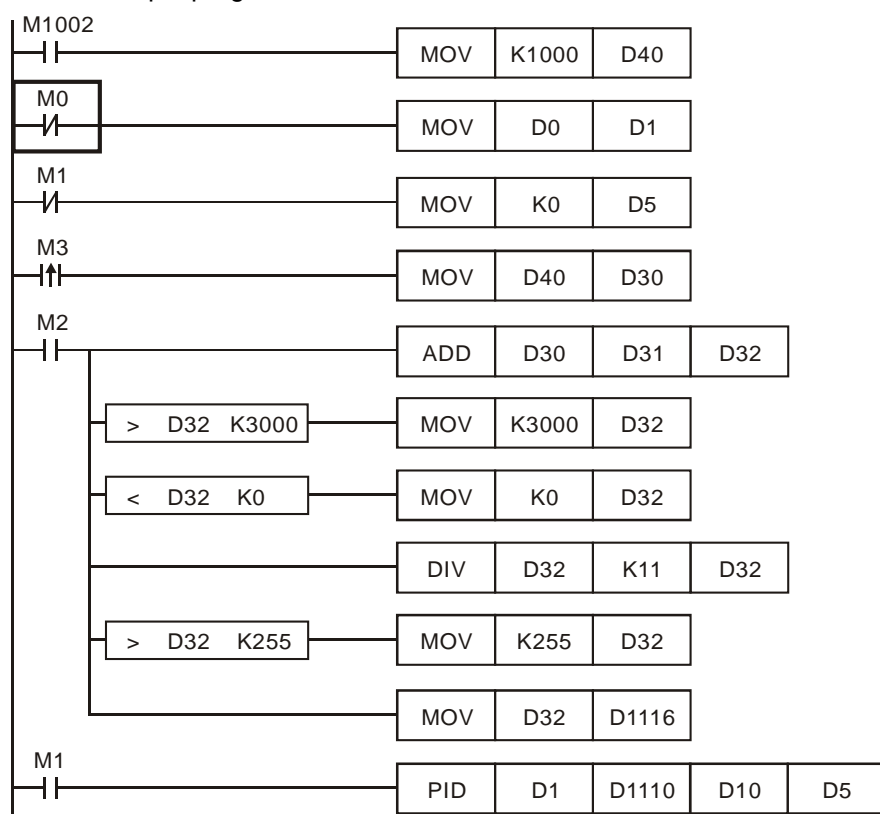 M1002
MOV K1000 D40
M0
MOV D0 D1
M1
MOV K0 D5
M3
MOV D40 D30
M2
ADD D30 D31 D32
> D32 K3000 MOV K3000 D32
< D32 K0 MOV K0 D32
DIV D32 K11 D32
> D32 K255 MOV K255 D32
MOV D32 D1116
M1
PID D1 D1110 D10 D5